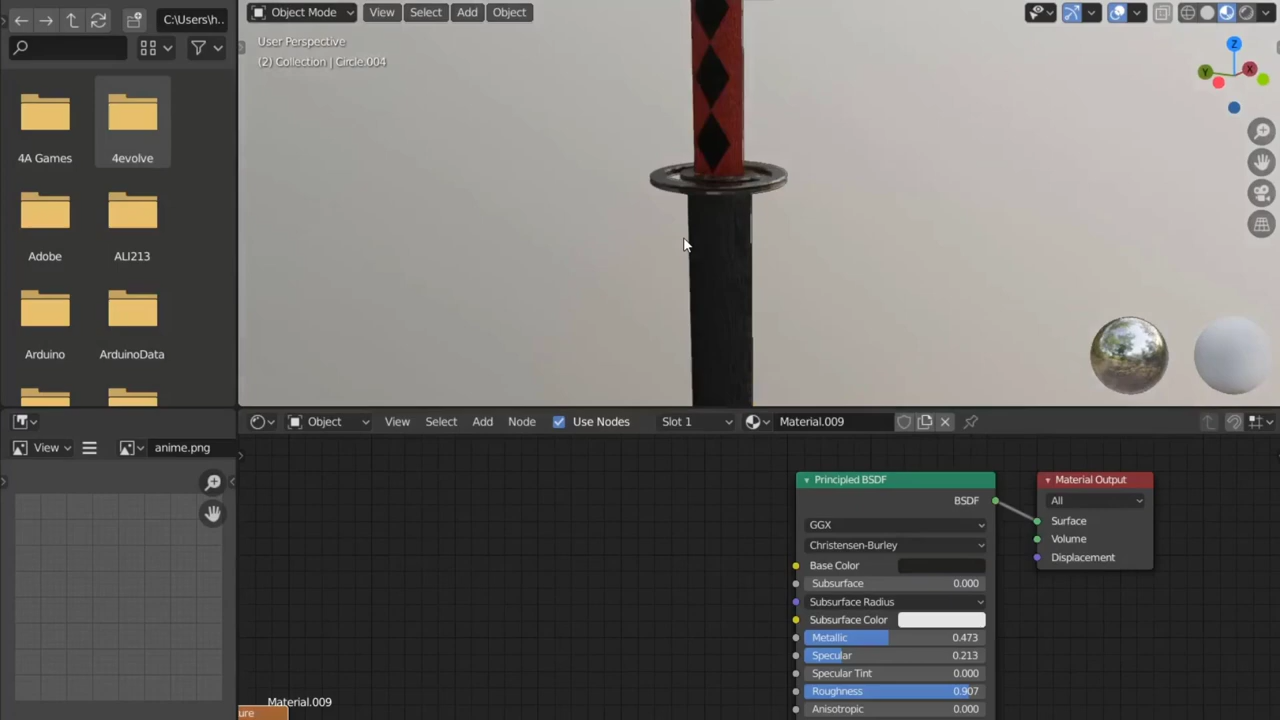 C:\Users\h..
Object Mode View Select Add Object
User Perspective
(2) Collection | Circle.004
Z
Y
X
4A Games 4evolve
Adobe ALI213
Arduino ArduinoData
Object View Select Add Node Use Nodes Slot 1 Material.009
View anime.png
Principled BSDF
BSDF
GGX
Christensen-Burley
Base Color
Subsurface 0.000
Subsurface Radius
Subsurface Color
Metallic 0.473
Specular 0.213
Specular Tint 0.000
Roughness 0.907
Anisotropic 0.000
Material Output
All
Surface
Volume
Displacement
Material.009
ure